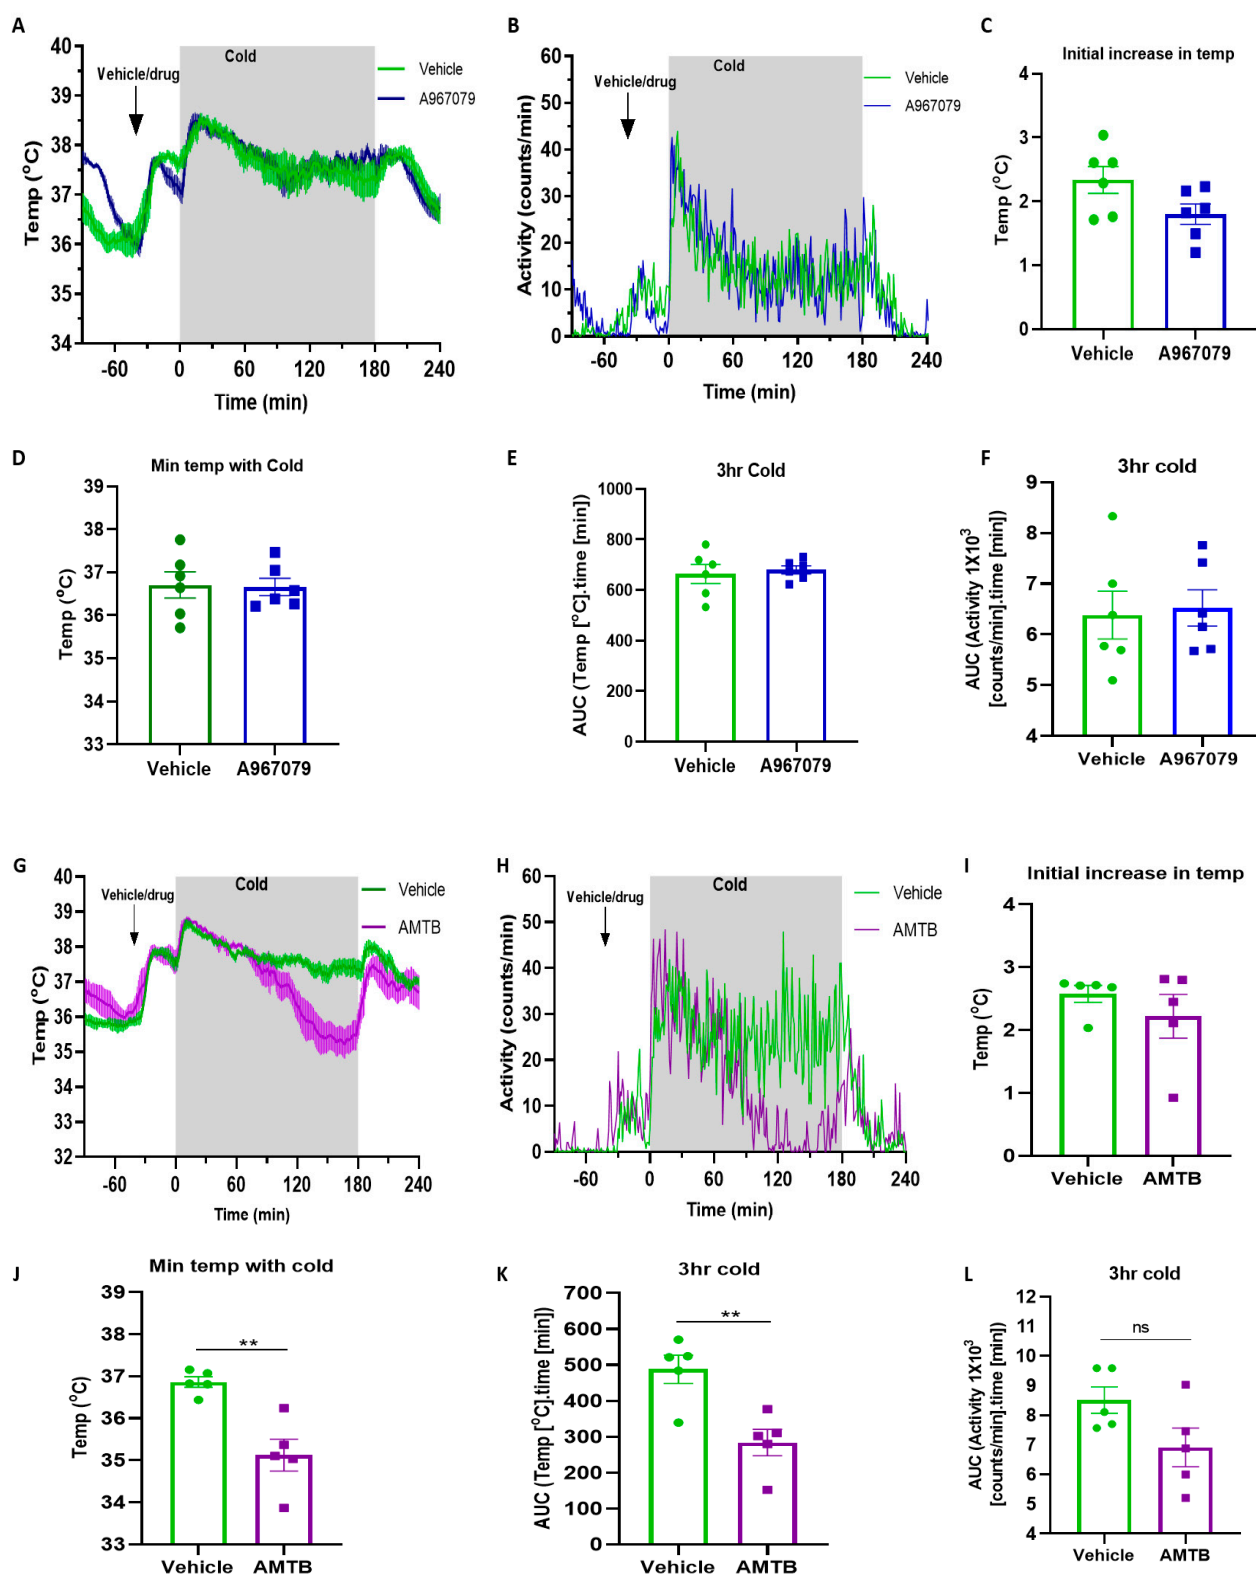 A
Temp (°C)
40
39
38
37
36
35
34
Vehicle/drug
Cold
Vehicle
A967079
-60
0
60
120
180
240
Time (min)
B
Activity (counts/min)
60
50
40
30
20
10
0
Vehicle/drug
Cold
Vehicle
A967079
-60
0
60
120
180
240
Time (min)
C
Initial increase in temp
Temp (°C)
4
3
2
1
0
Vehicle
A967079
D
Min temp with Cold
Temp (°C)
39
38
37
36
35
34
33
Vehicle
A967079
E
3hr Cold
AUC (Temp [°C].time [min])
1000
800
600
400
200
0
Vehicle
A967079
F
3hr cold
AUC (Activity 1X10³
[counts/min].time [min])
9
8
7
6
5
4
Vehicle
A967079
G
Temp (°C)
40
39
38
37
36
35
34
33
32
Vehicle/drug
Cold
Vehicle
AMTB
-60
0
60
120
180
240
Time (min)
H
Activity (counts/min)
60
50
40
30
20
10
0
Vehicle/drug
Cold
Vehicle
AMTB
-60
0
60
120
180
240
Time (min)
I
Initial increase in temp
Temp (°C)
4
3
2
1
0
Vehicle
AMTB
J
Min temp with cold
Temp (°C)
39
38
37
36
35
34
33
**
Vehicle
AMTB
K
3hr cold
AUC (Temp [°C].time [min])
700
600
500
400
300
200
100
0
**
Vehicle
AMTB
L
3hr cold
AUC (Activity 1X10³
[counts/min].time [min])
12
11
10
9
8
7
6
5
4
ns
Vehicle
AMTB